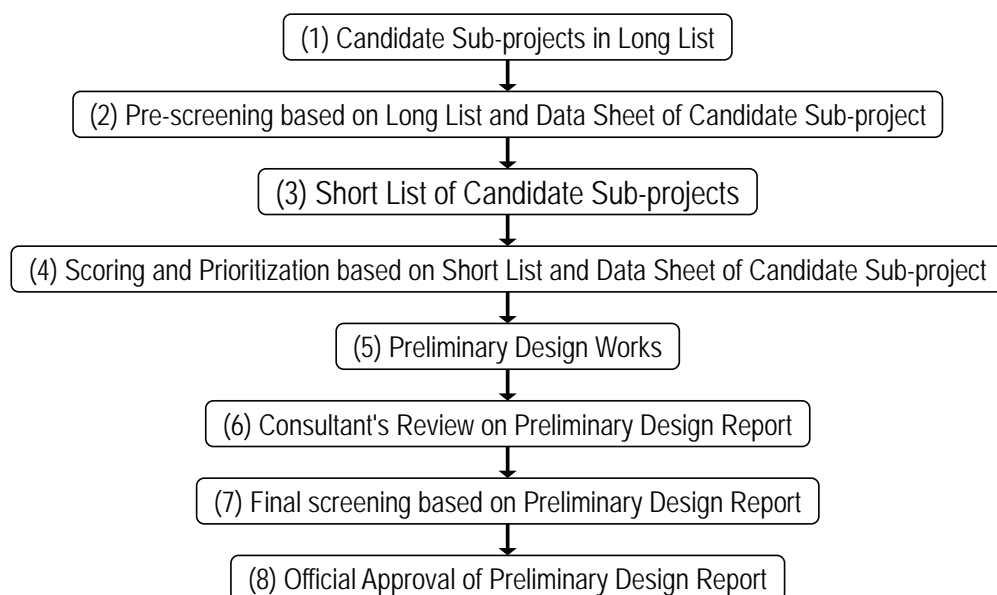 (1) Candidate Sub-projects in Long List
(2) Pre-screening based on Long List and Data Sheet of Candidate Sub-project
(3) Short List of Candidate Sub-projects
(4) Scoring and Prioritization based on Short List and Data Sheet of Candidate Sub-project
(5) Preliminary Design Works
(6) Consultant's Review on Preliminary Design Report
(7) Final screening based on Preliminary Design Report
(8) Official Approval of Preliminary Design Report